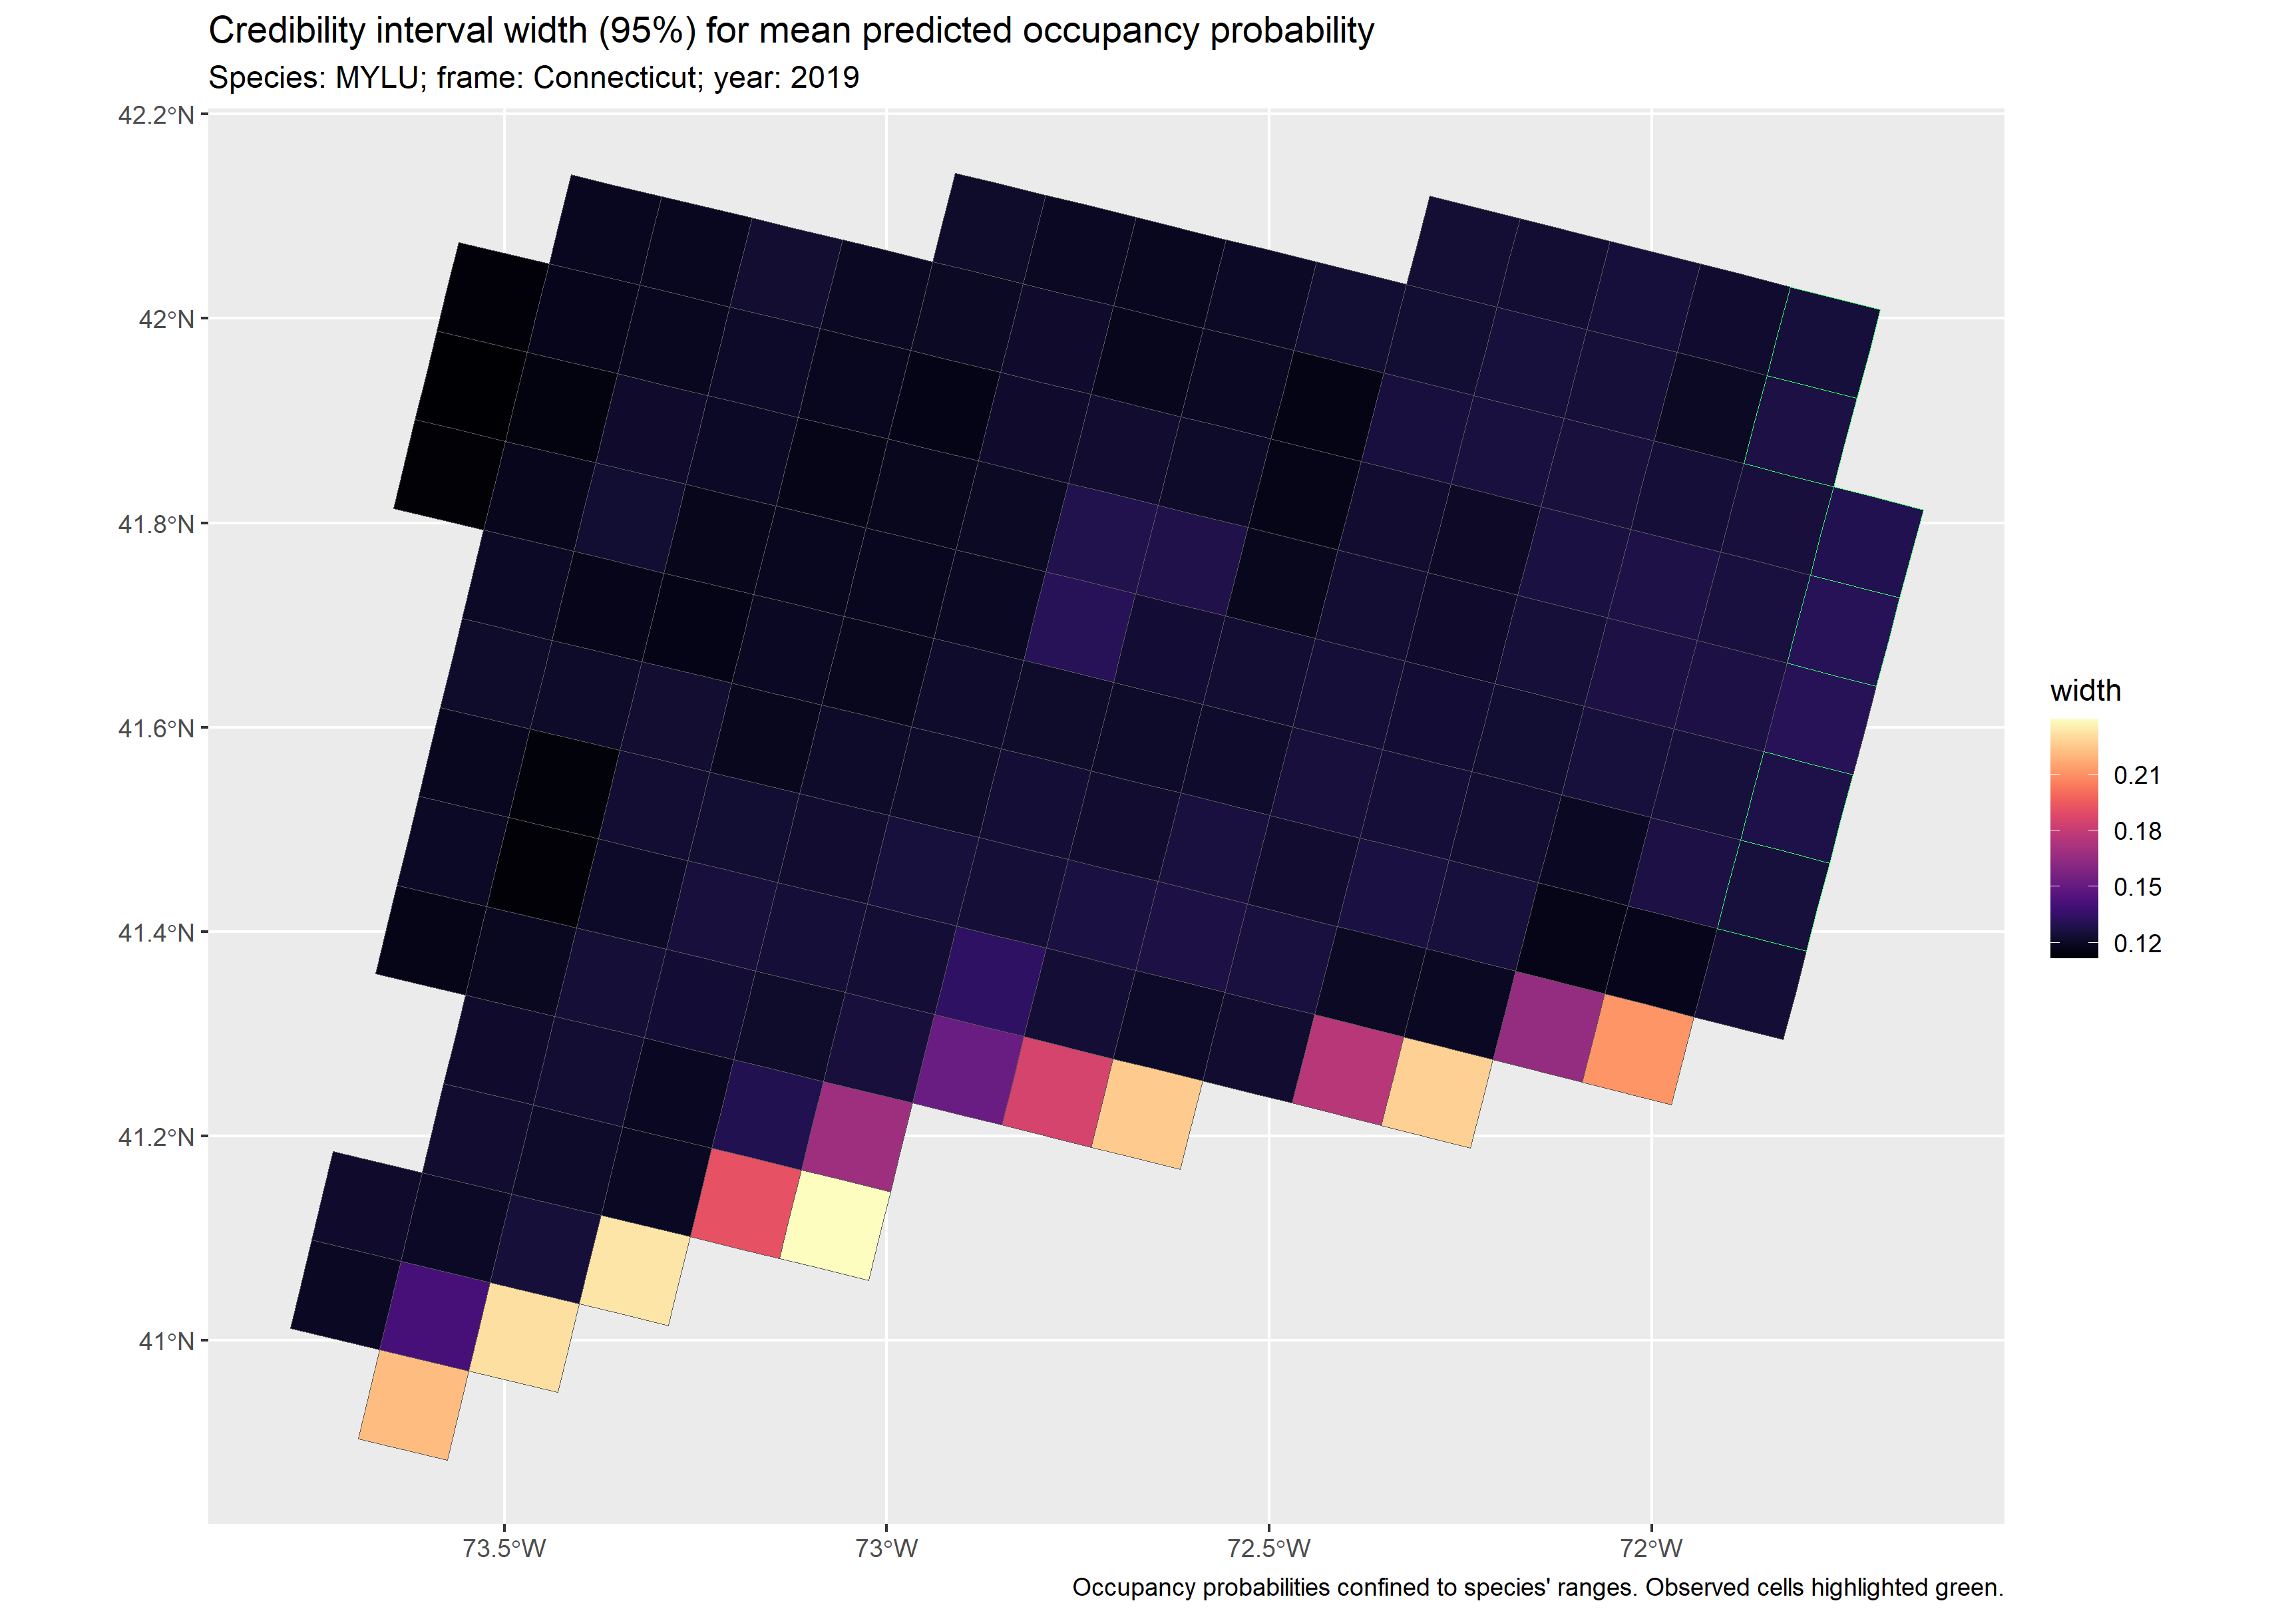 Credibility interval width (95%) for mean predicted occupancy probability
Species: MYLU; frame: Connecticut; year: 2019
42.2°N
42°N
41.8°N
41.6°N
41.4°N
41.2°N
41°N
73.5°W
73°W
72.5°W
72°W
width
0.21
0.18
0.15
0.12
Occupancy probabilities confined to species' ranges. Observed cells highlighted green.